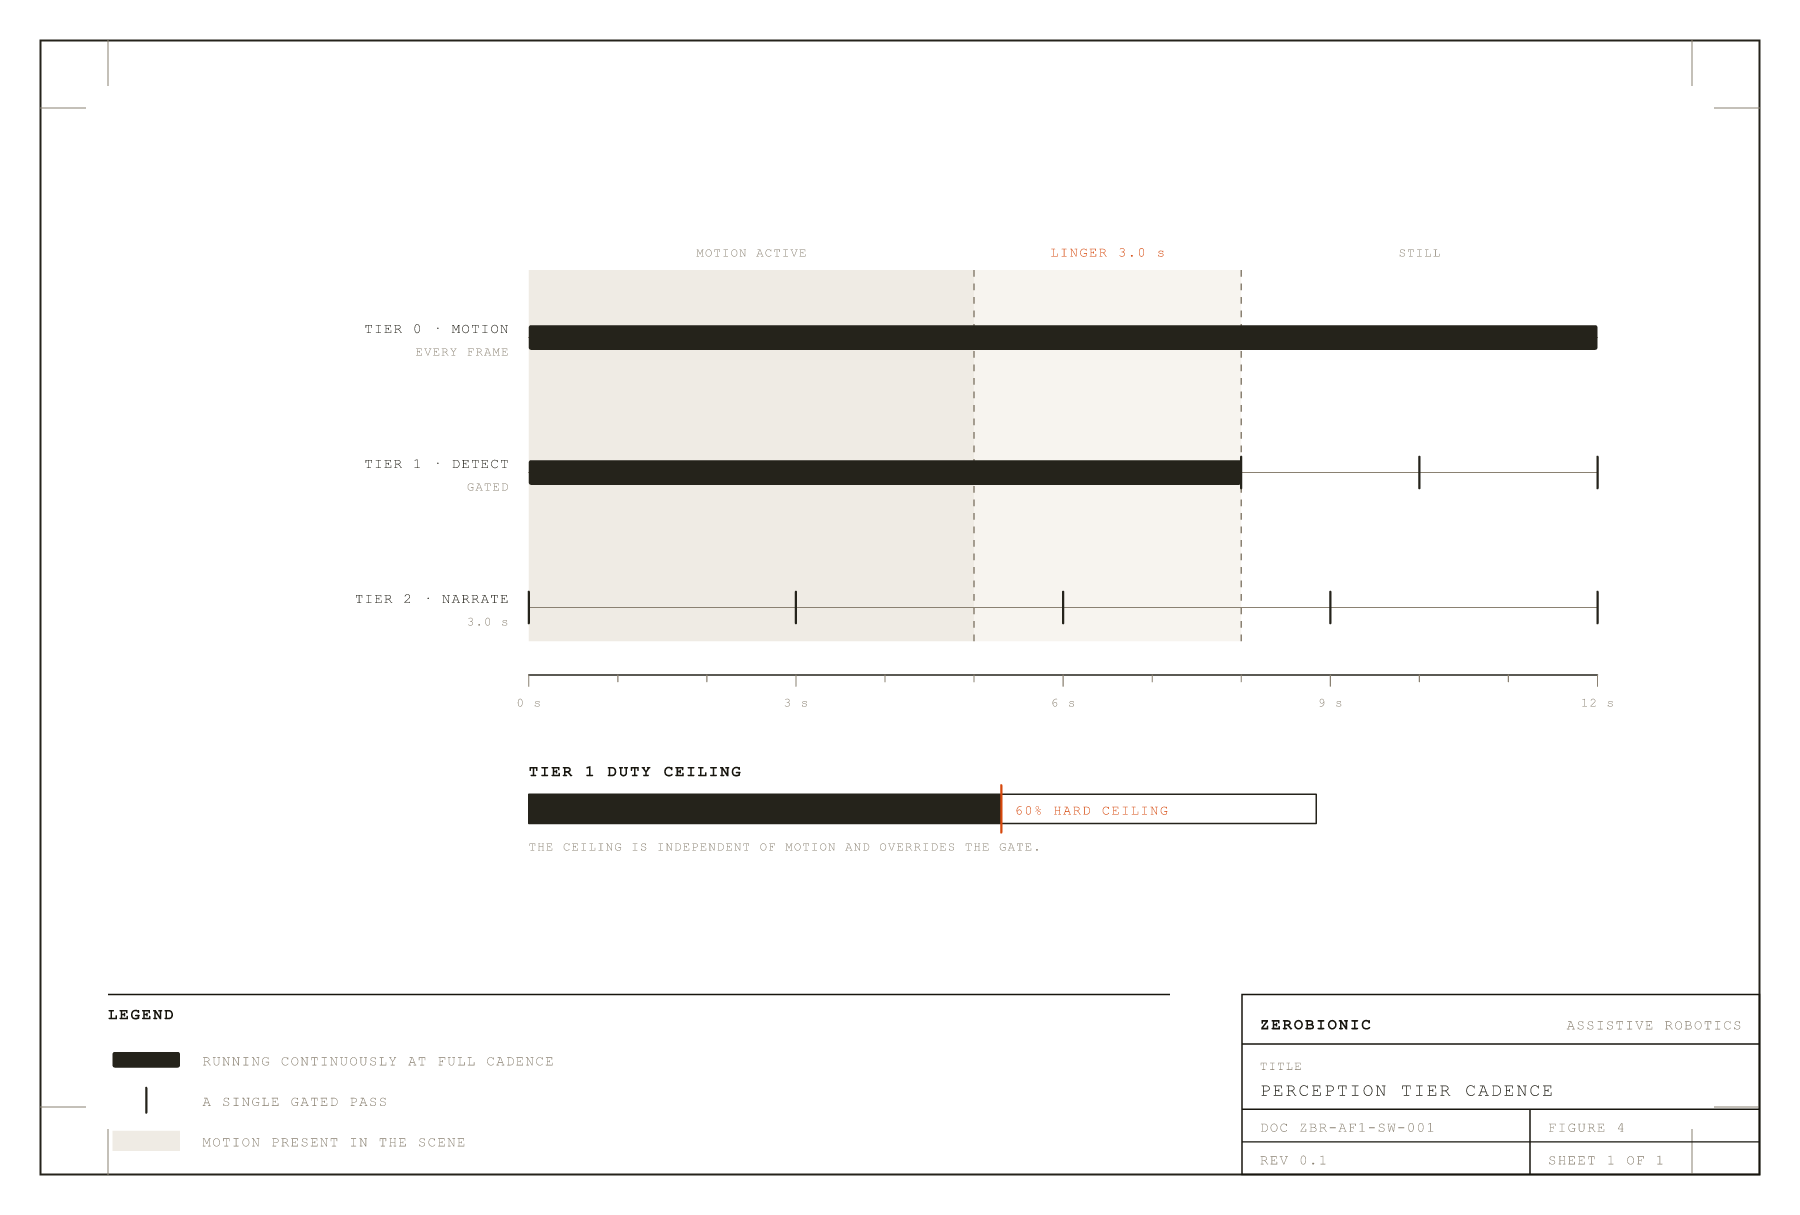 MOTION ACTIVE
LINGER 3.0 s
STILL
TIER 0 · MOTION
EVERY FRAME
TIER 1 · DETECT
GATED
TIER 2 · NARRATE
3.0 s
0 s
3 s
6 s
9 s
12 s
TIER 1 DUTY CEILING
60% HARD CEILING
THE CEILING IS INDEPENDENT OF MOTION AND OVERRIDES THE GATE.
LEGEND
RUNNING CONTINUOUSLY AT FULL CADENCE
A SINGLE GATED PASS
MOTION PRESENT IN THE SCENE
ZEROBIONIC
ASSISTIVE ROBOTICS
TITLE
PERCEPTION TIER CADENCE
DOC ZBR-AF1-SW-001
FIGURE 4
REV 0.1
SHEET 1 OF 1